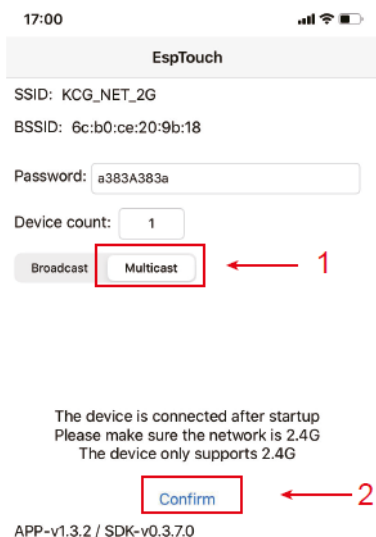 17:00
EspTouch
SSID: KCG_NET_2G
BSSID: 6c:b0:ce:20:9b:18
Password: a383A383a
Device count: 1
Broadcast Multicast 1
The device is connected after startup
Please make sure the network is 2.4G
The device only supports 2.4G
Confirm 2
APP-v1.3.2 / SDK-v0.3.7.0